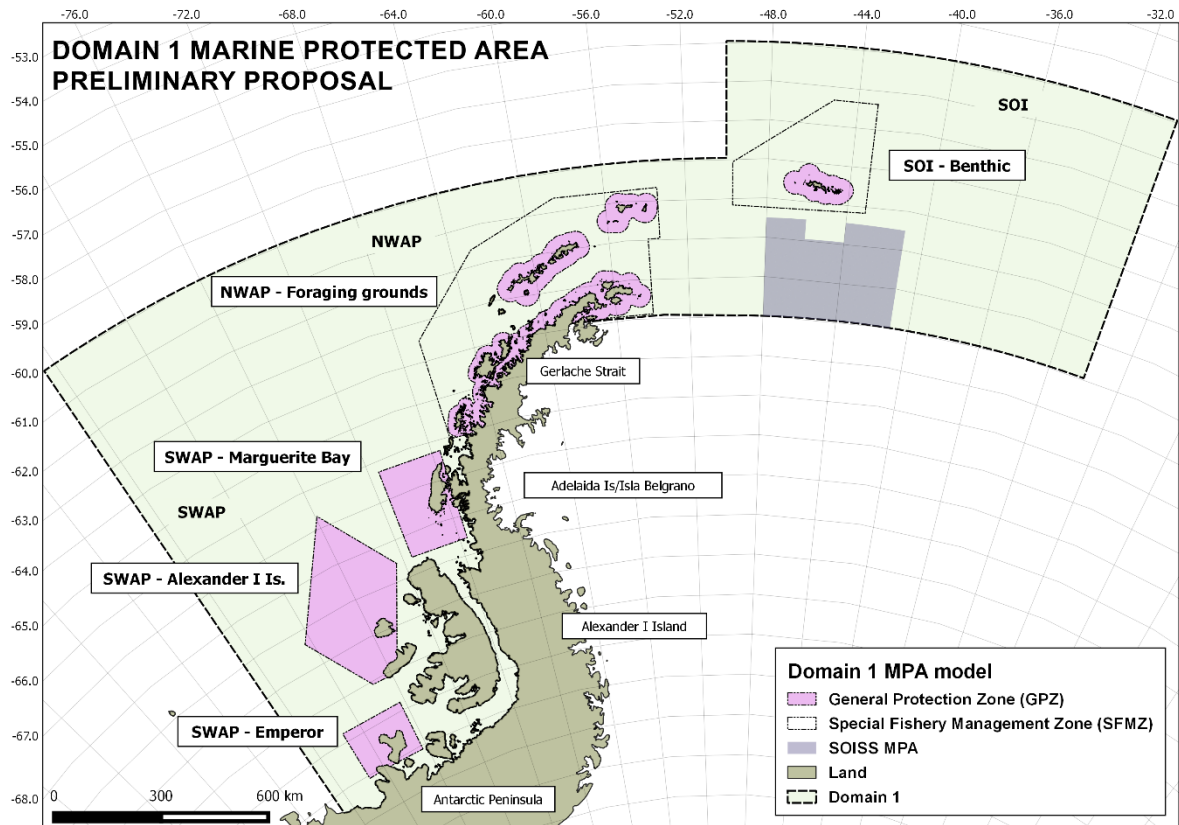 -76.0 -64.0 -60.0 -56.0 -52.0 -48.0 -44.0 -40.0 -36.0 -32.0
DOMAIN 1 MARINE PROTECTED AREA
PRELIMINARY PROPOSAL
-53.0
-54.0
-55.0
-56.0
-57.0
-58.0
-59.0
-60.0
-61.0
-62.0
-63.0
-64.0
-65.0
-66.0
-67.0
-68.0
SOI
SOI - Benthic
NWAP
NWAP - Foraging grounds
Gerlache Strait
SWAP - Marguerite Bay
Adelaida Is/Isla Belgrano
SWAP
SWAP - Alexander I Is.
Alexander I Island
SWAP - Emperor
Antarctic Peninsula
0 300 600 km
Domain 1 MPA model
General Protection Zone (GPZ)
Special Fishery Management Zone (SFMZ)
SOISS MPA
Land
Domain 1